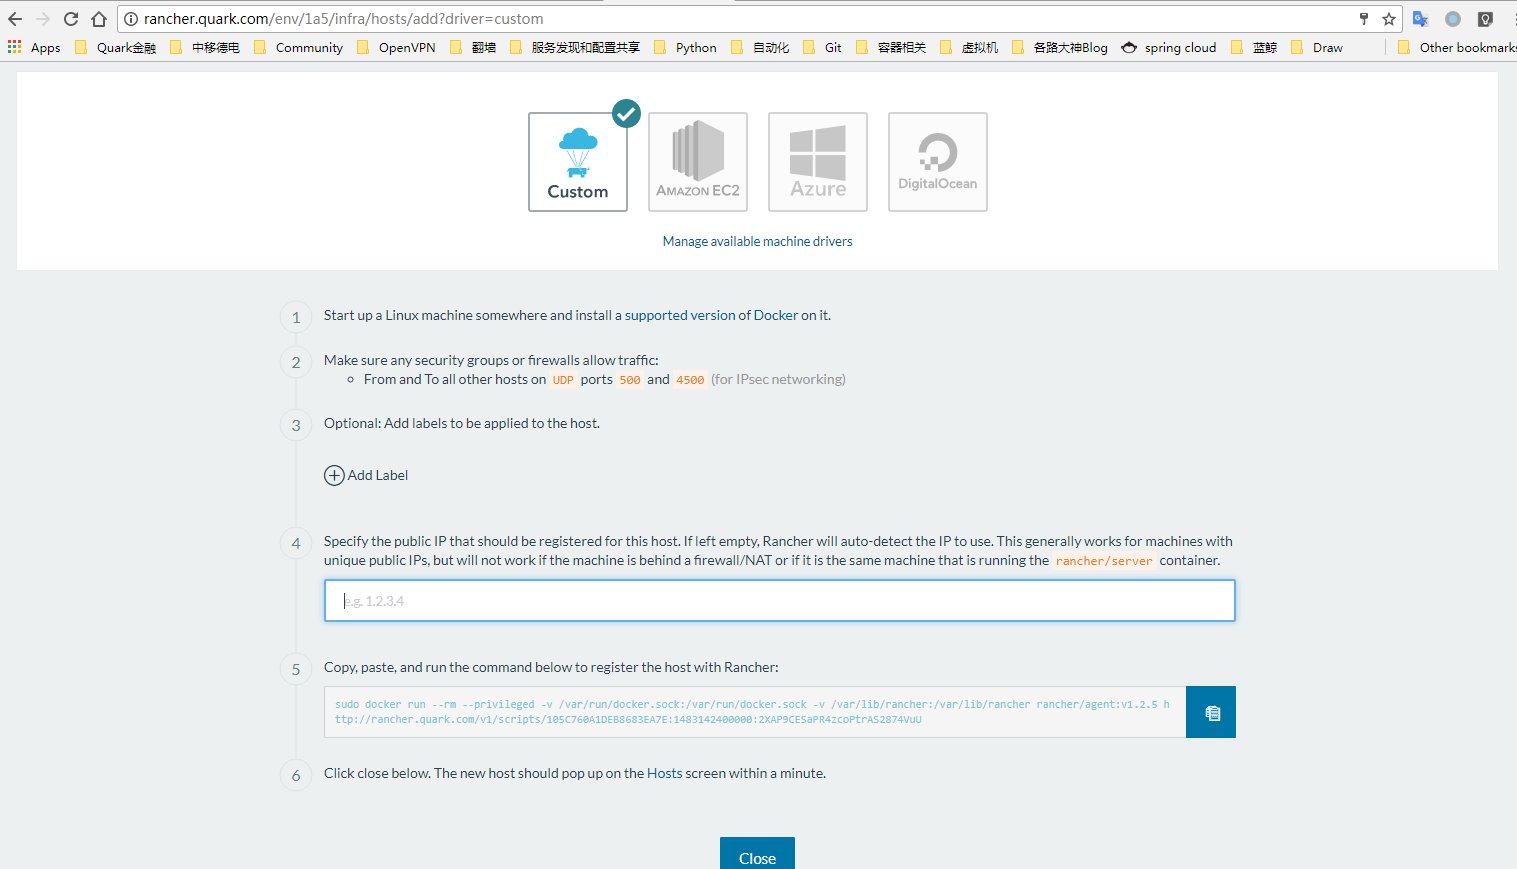 rancher.quark.com/env/1a5/infra/hosts/add?driver=custom
Apps Quark金融 中移德电 Community OpenVPN 翻墙 服务发现和配置共享 Python 自动化 Git 容器相关 虚拟机 各路大神Blog spring cloud 蓝鲸 Draw Other bookmarks
Custom
AMAZON EC2
Azure
DigitalOcean
Manage available machine drivers
1 Start up a Linux machine somewhere and install a supported version of Docker on it.
2 Make sure any security groups or firewalls allow traffic:
From and To all other hosts on UDP ports 500 and 4500 (for IPsec networking)
3 Optional: Add labels to be applied to the host.
Add Label
4 Specify the public IP that should be registered for this host. If left empty, Rancher will auto-detect the IP to use. This generally works for machines with
unique public IPs, but will not work if the machine is behind a firewall/NAT or if it is the same machine that is running the rancher/server container.
e.g. 1.2.3.4
5 Copy, paste, and run the command below to register the host with Rancher:
sudo docker run --rm --privileged -v /var/run/docker.sock:/var/run/docker.sock -v /var/lib/rancher:/var/lib/rancher rancher/agent:v1.2.5 h
ttp://rancher.quark.com/v1/scripts/105C760A1DEB8683EA7E:1483142400000:2XAP9CESaPR4zcoPtrAS2874VuU
6 Click close below. The new host should pop up on the Hosts screen within a minute.
Close